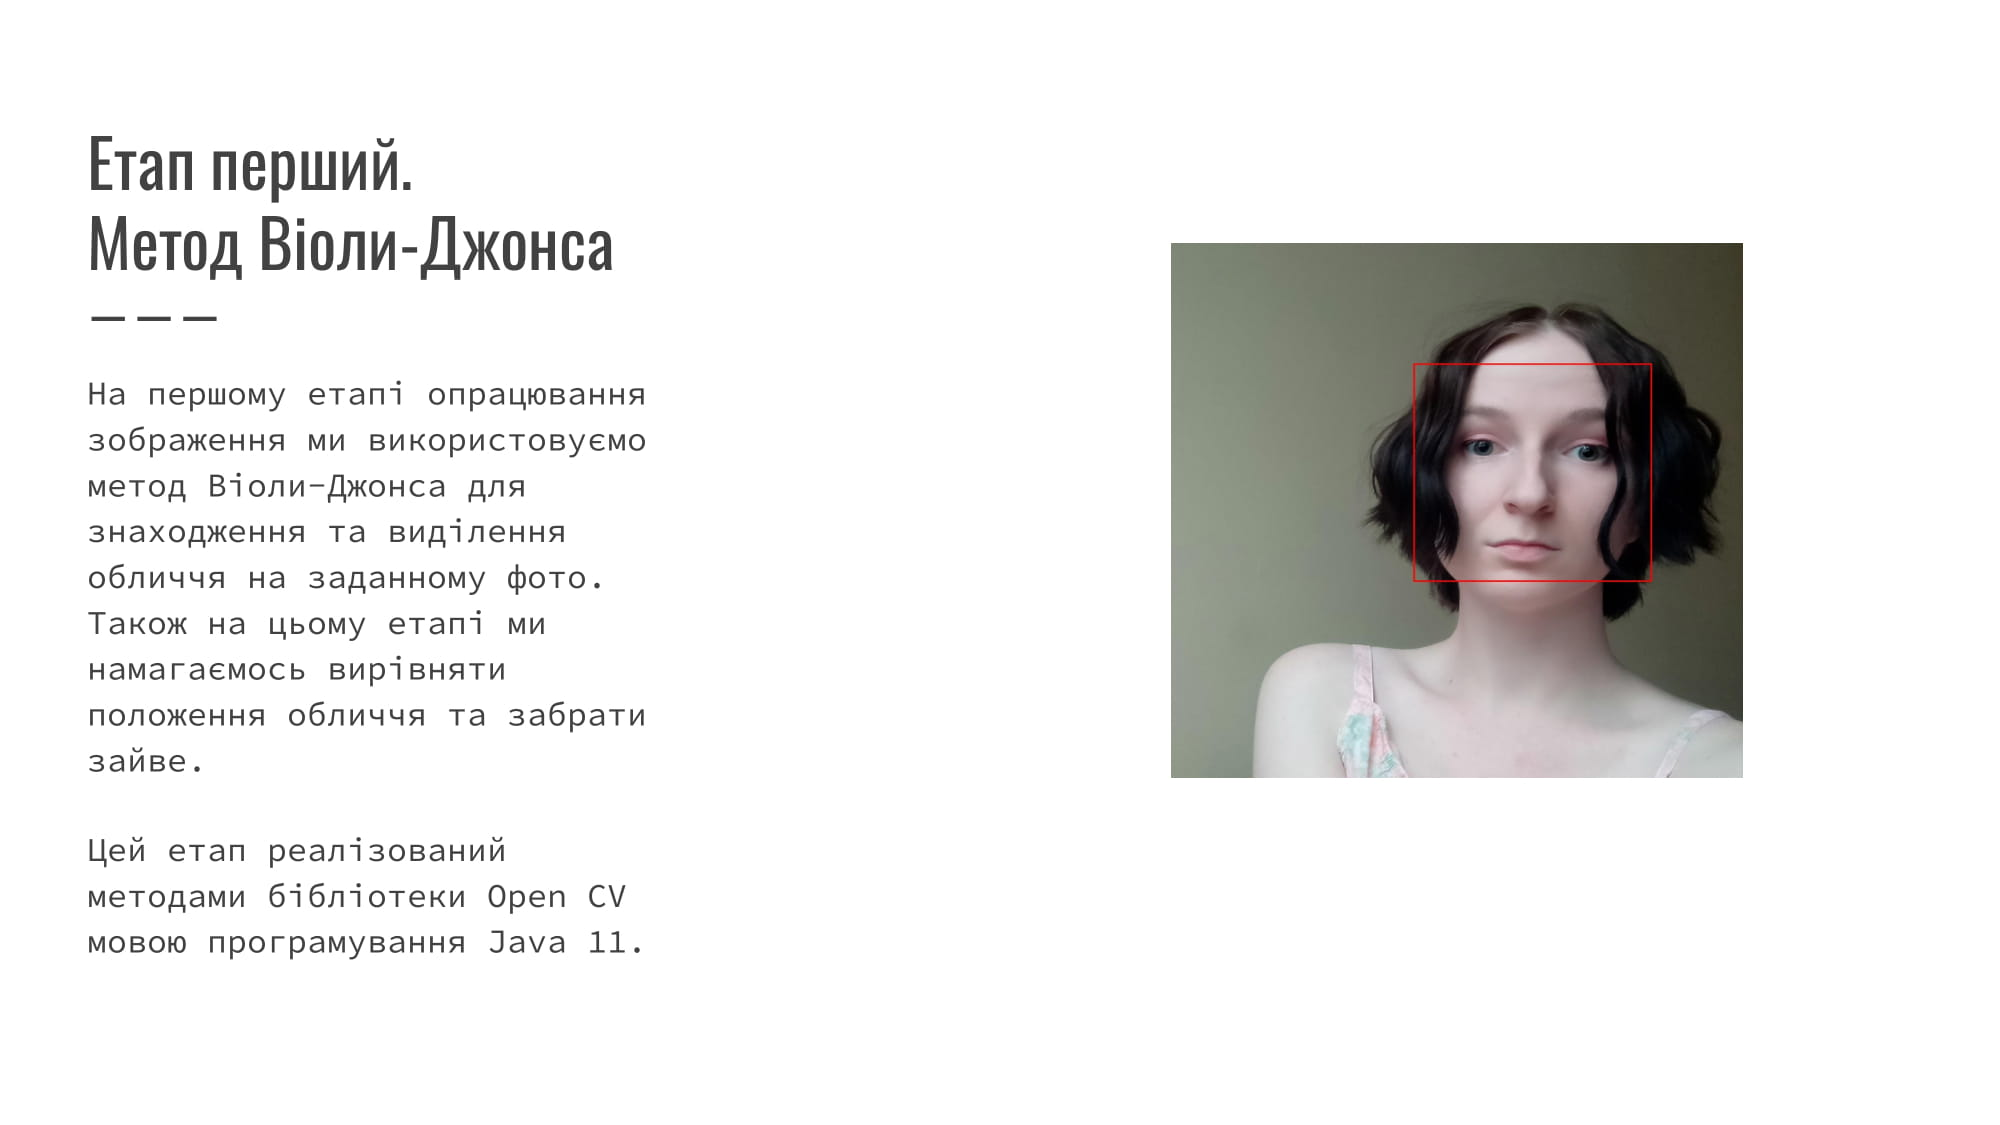 Етап перший.
Метод Віоли-Джонса
На першому етапі опрацювання
зображення ми використовуємо
метод Віоли-Джонса для
знаходження та виділення
обличчя на заданному фото.
Також на цьому етапі ми
намагаємось вирівняти
положення обличчя та забрати
зайве.
Цей етап реалізований
методами бібліотеки Open CV
мовою програмування Java 11.